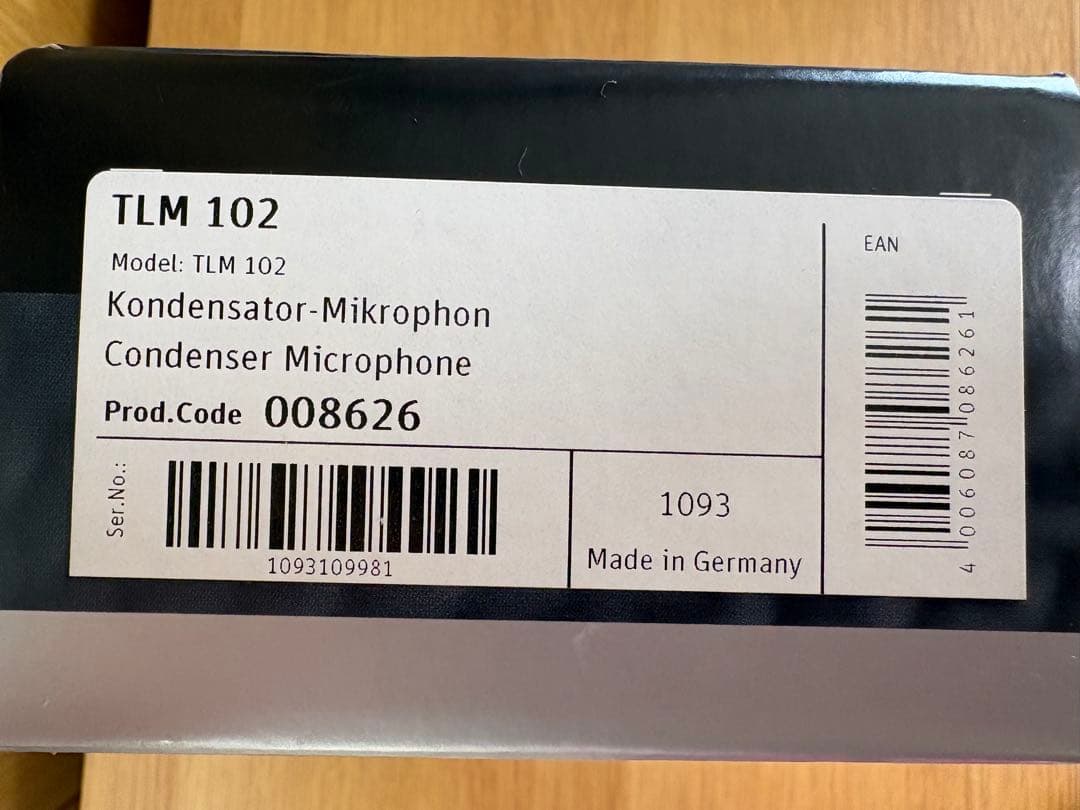 TLM 102
Model: TLM 102
Kondensator-Mikrophon
Condenser Microphone
Prod.Code 008626
Ser.No.:
1093109981
1093
Made in Germany
EAN
4 006087 086261